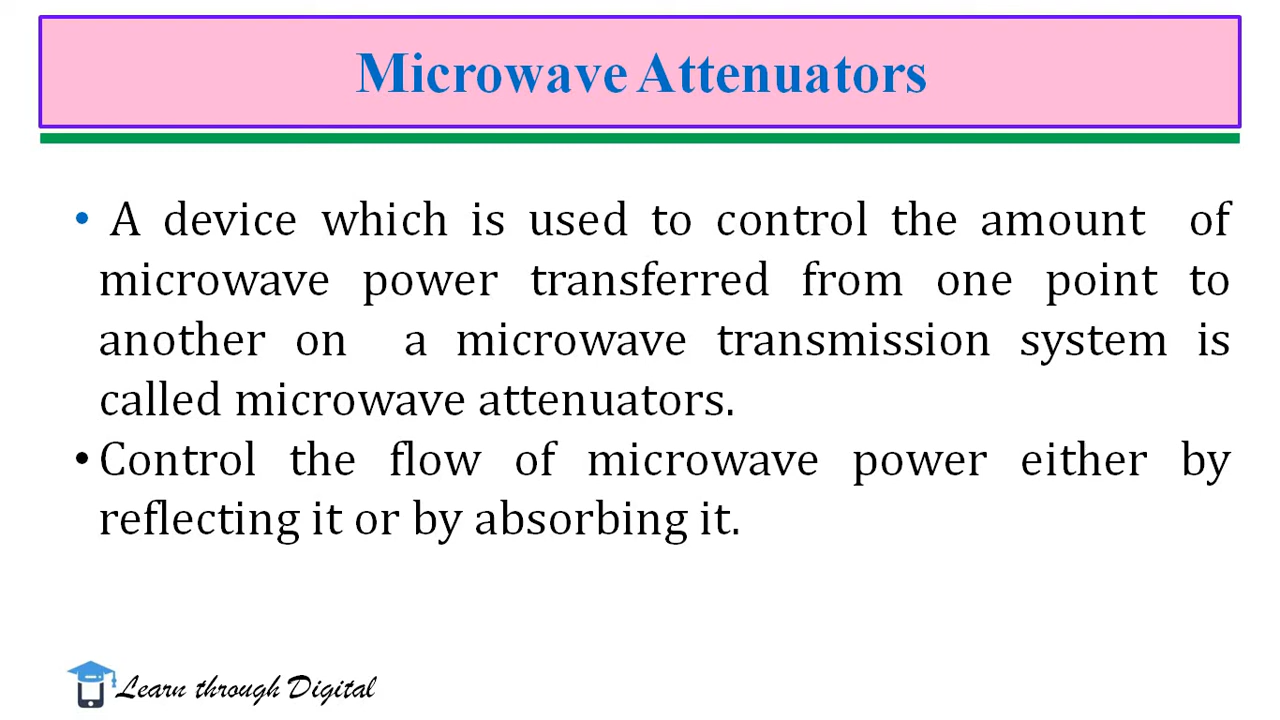 Microwave Attenuators
• A device which is used to control the amount of
microwave power transferred from one point to
another on a microwave transmission system is
called microwave attenuators.
• Control the flow of microwave power either by
reflecting it or by absorbing it.
Learn through Digital